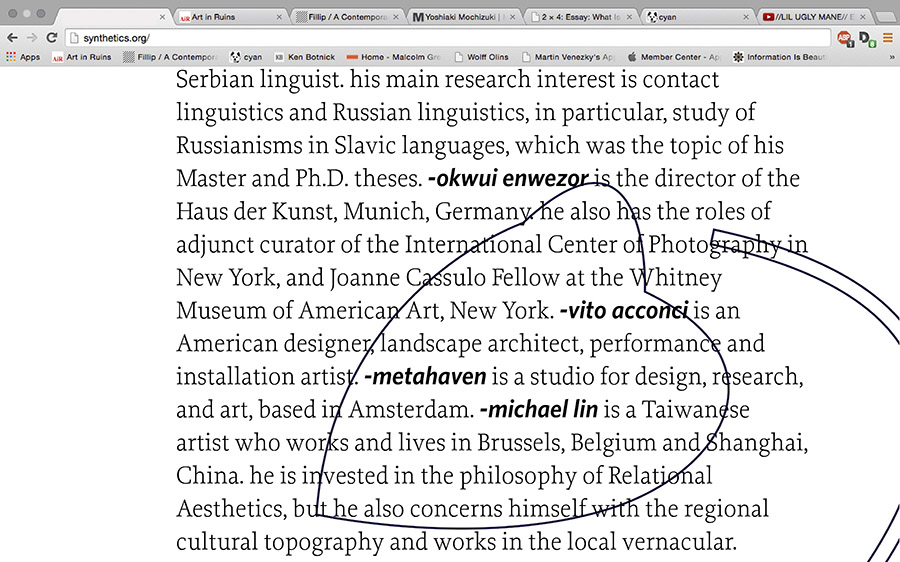 Art in Ruins
Fillip / A Contempora
Yoshiaki Mochizuki | 
2 × 4: Essay: What Is
cyan
//LIL UGLY MANE// E
synthetics.org/
ABP
1
D
0
Apps
AiR Art in Ruins
Fillip / A Contempora
cyan
KB Ken Botnick
Home - Malcolm Gre
Wolff Olins
Martin Venezky's App
Member Center - App
Information Is Beaut
»
Serbian linguist. his main research interest is contact
linguistics and Russian linguistics, in particular, study of
Russianisms in Slavic languages, which was the topic of his
Master and Ph.D. theses. -okwui enwezor is the director of the
Haus der Kunst, Munich, Germany. he also has the roles of
adjunct curator of the International Center of Photography in
New York, and Joanne Cassulo Fellow at the Whitney
Museum of American Art, New York. -vito acconci is an
American designer, landscape architect, performance and
installation artist. -metahaven is a studio for design, research,
and art, based in Amsterdam. -michael lin is a Taiwanese
artist who works and lives in Brussels, Belgium and Shanghai,
China. he is invested in the philosophy of Relational
Aesthetics, but he also concerns himself with the regional
cultural topography and works in the local vernacular.